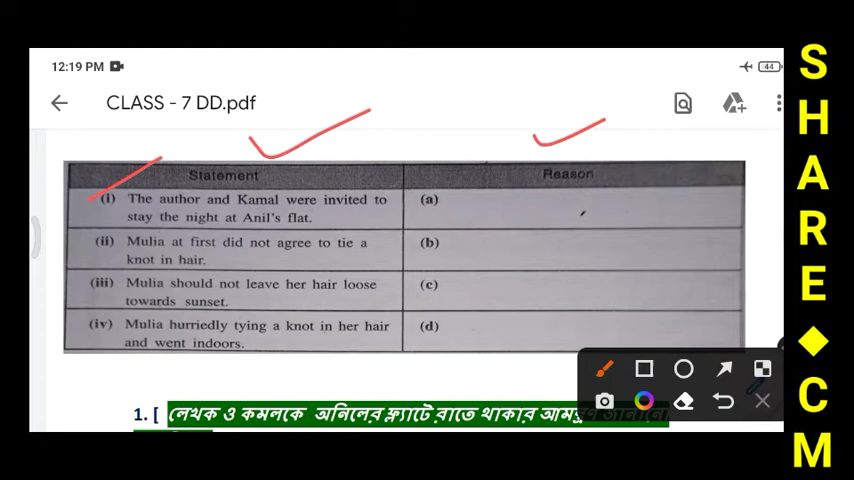 12:19 PM
44
CLASS - 7 DD.pdf
Statement
Reason
(i) The author and Kamal were invited to
stay the night at Anil's flat.
(a)
(ii) Mulia at first did not agree to tie a
knot in hair.
(b)
(iii) Mulia should not leave her hair loose
towards sunset.
(c)
(iv) Mulia hurriedly tying a knot in her hair
and went indoors.
(d)
1. [ লেখক ও কমলকে অনিলের ফ্ল্যাটে রাতে থাকার
SHARE◆CM